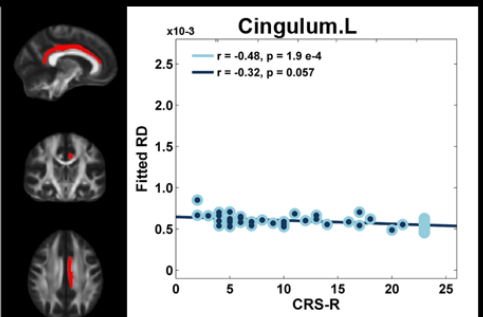 Cingulum.L
x10-3
r = -0.48, p = 1.9 e-4
r = -0.32, p = 0.057
2.5
2.0
1.5
1.0
0.5
0
Fitted RD
0 5 10 15 20 25
CRS-R